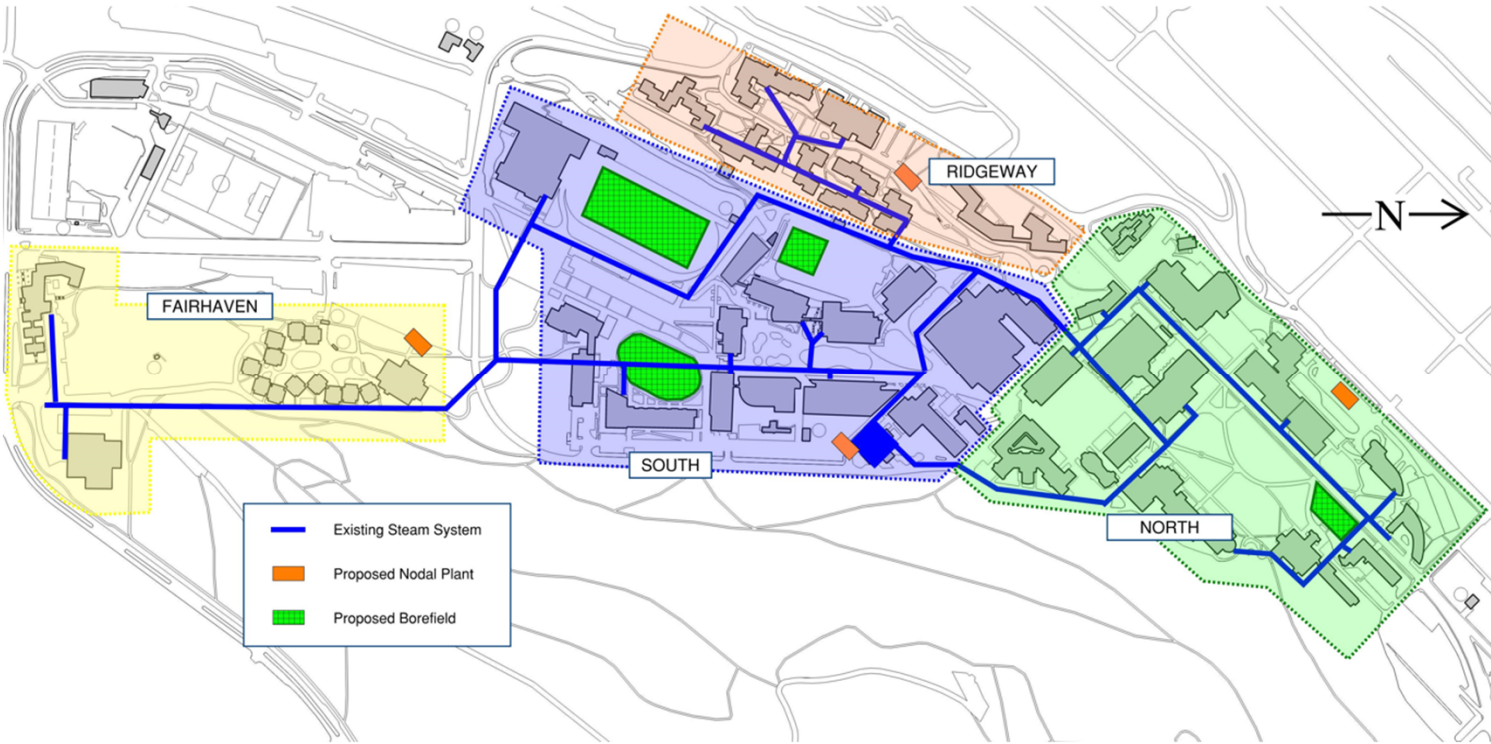 RIDGEWAY
N
FAIRHAVEN
SOUTH
NORTH
Existing Steam System
Proposed Nodal Plant
Proposed Borefield